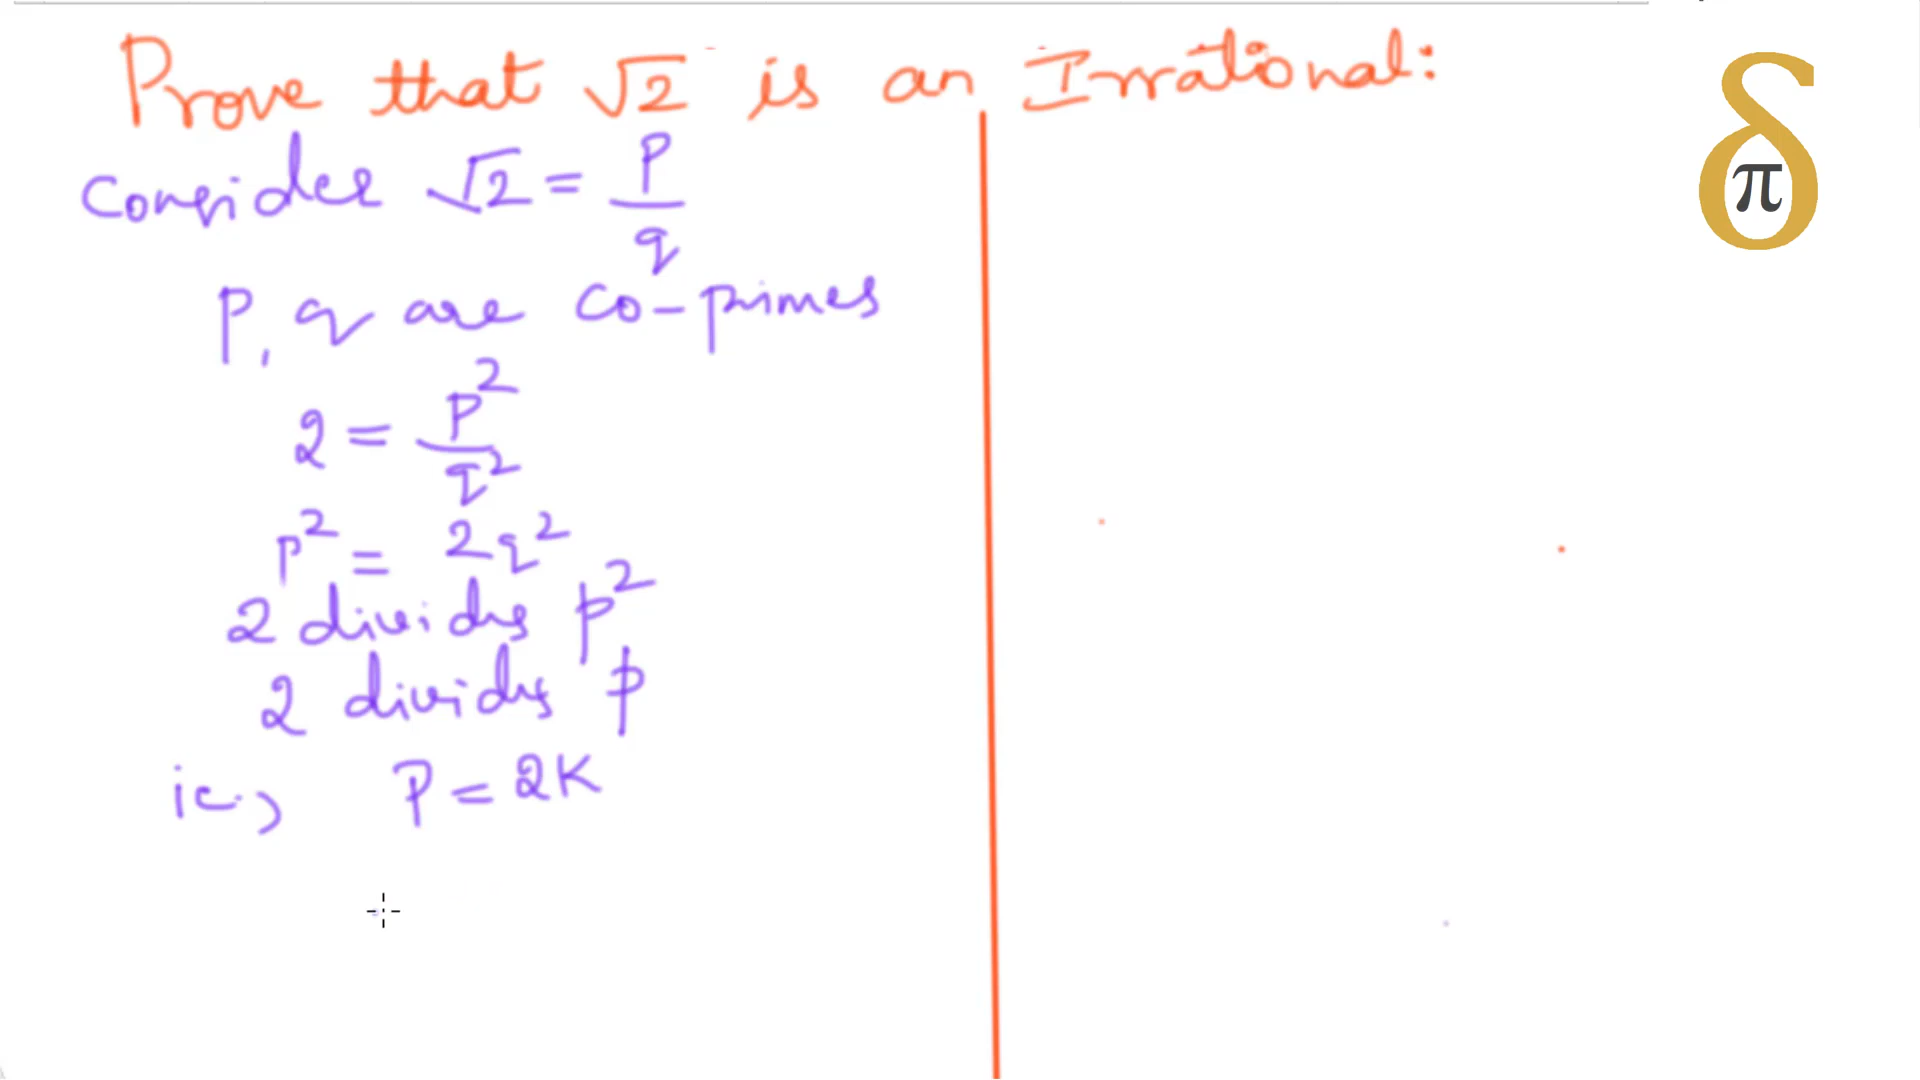 Prove that √2 is an Irrational:
Consider √2 = P/q
P, q are co-primes
2 = P²/q²
P² = 2q²
2 divides p²
2 divides p
ie., P = 2K
δ
π